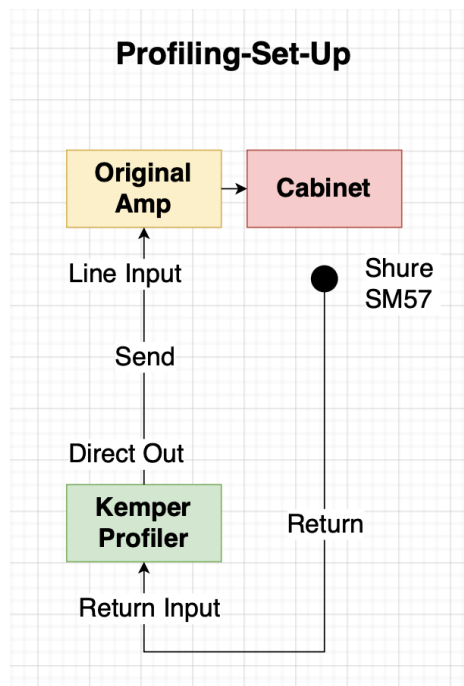 Profiling-Set-Up
Original
Amp
Cabinet
Line Input
Shure
SM57
Send
Direct Out
Kemper
Profiler
Return
Return Input